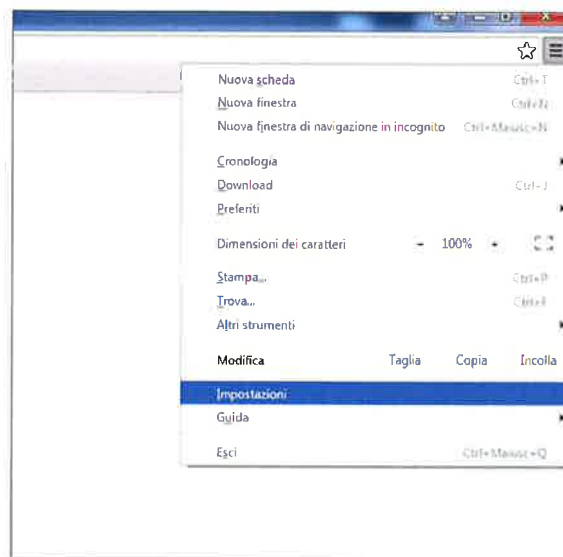 Nuova scheda Ctrl+T
Nuova finestra Ctrl+N
Nuova finestra di navigazione in incognito Ctrl+Maiusc+N
Cronologia
Download Ctrl+J
Preferiti
Dimensioni dei caratteri - 100% +
Stampa... Ctrl+P
Trova... Ctrl+F
Altri strumenti
Modifica Taglia Copia Incolla
Impostazioni
Guida
Esci Ctrl+Maiusc+Q